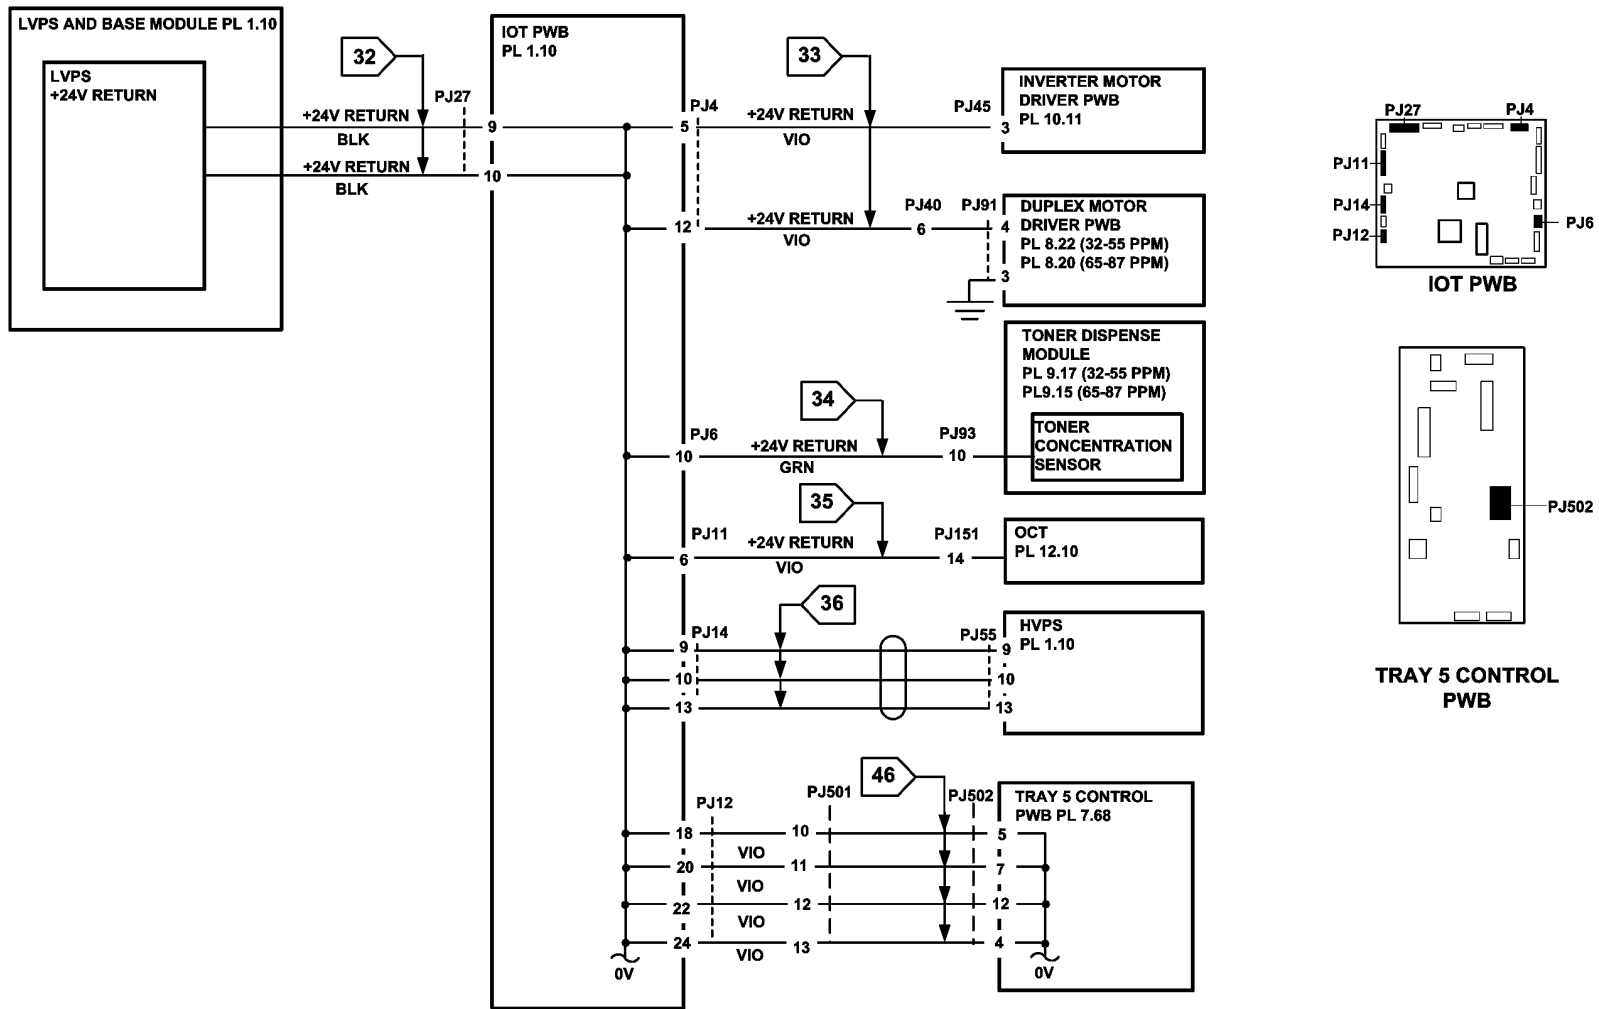 LVPS AND BASE MODULE PL 1.10
LVPS
+24V RETURN
32
PJ27
+24V RETURN
BLK
+24V RETURN
BLK
9
10
IOT PWB
PL 1.10
33
PJ4
5
+24V RETURN
VIO
PJ45
3
INVERTER MOTOR
DRIVER PWB
PL 10.11
12
+24V RETURN
VIO
PJ40
6
PJ91
4
3
DUPLEX MOTOR
DRIVER PWB
PL 8.22 (32-55 PPM)
PL 8.20 (65-87 PPM)
TONER DISPENSE
MODULE
PL 9.17 (32-55 PPM)
PL9.15 (65-87 PPM)
TONER
CONCENTRATION
SENSOR
34
PJ6
10
+24V RETURN
GRN
PJ93
10
35
PJ11
6
+24V RETURN
VIO
PJ151
14
OCT
PL 12.10
36
PJ14
9
10
13
PJ55
9
10
13
HVPS
PL 1.10
46
PJ12
PJ501
PJ502
TRAY 5 CONTROL
PWB PL 7.68
18
10
5
VIO
20
11
7
VIO
22
12
12
VIO
24
13
4
VIO
0V
0V
PJ27
PJ4
PJ11
PJ14
PJ12
PJ6
IOT PWB
PJ502
TRAY 5 CONTROL
PWB